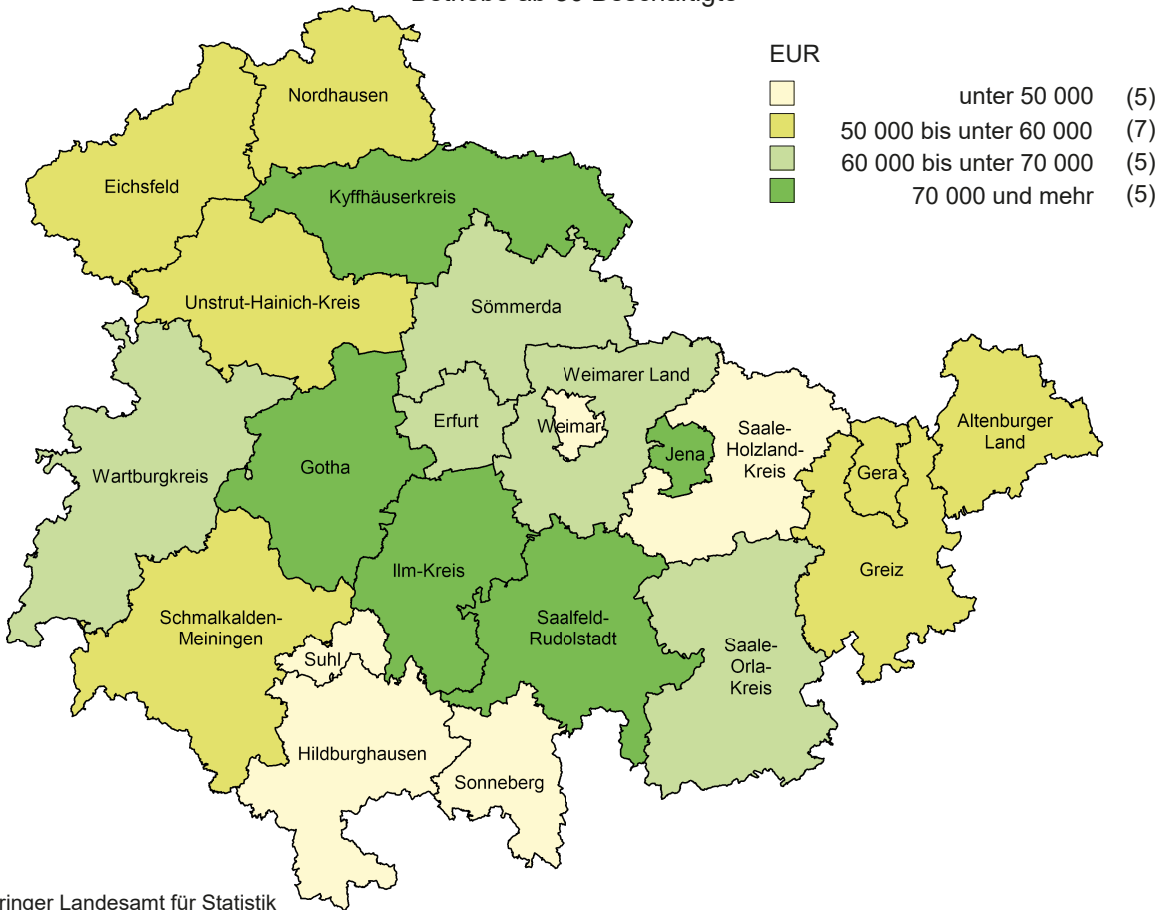 EUR
unter 50 000 (5)
50 000 bis unter 60 000 (7)
60 000 bis unter 70 000 (5)
70 000 und mehr (5)
Nordhausen
Eichsfeld
Kyffhäuserkreis
Unstrut-Hainich-Kreis
Sömmerda
Weimarer Land
Erfurt
Weimar
Jena
Saale-
Holzland-
Kreis
Altenburger
Land
Gera
Wartburgkreis
Gotha
Ilm-Kreis
Greiz
Schmalkalden-
Meiningen
Saalfeld-
Rudolstadt
Suhl
Saale-
Orla-
Kreis
Hildburghausen
Sonneberg
ringer Landesamt für Statistik